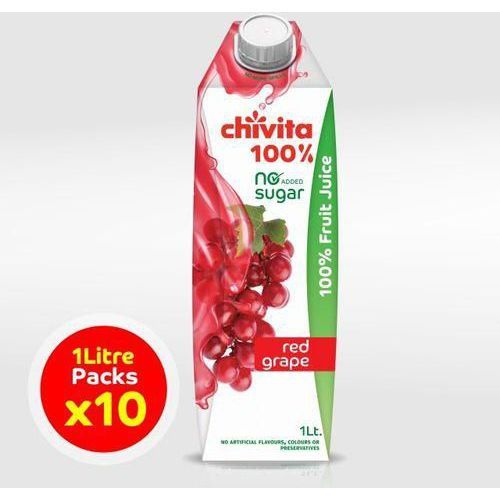 chivita
100%
no ADDED
sugar
100% Fruit Juice
red
grape
1Lt.
NO ARTIFICIAL FLAVOURS, COLOURS OR
PRESERVATIVES
1Litre
Packs
x10